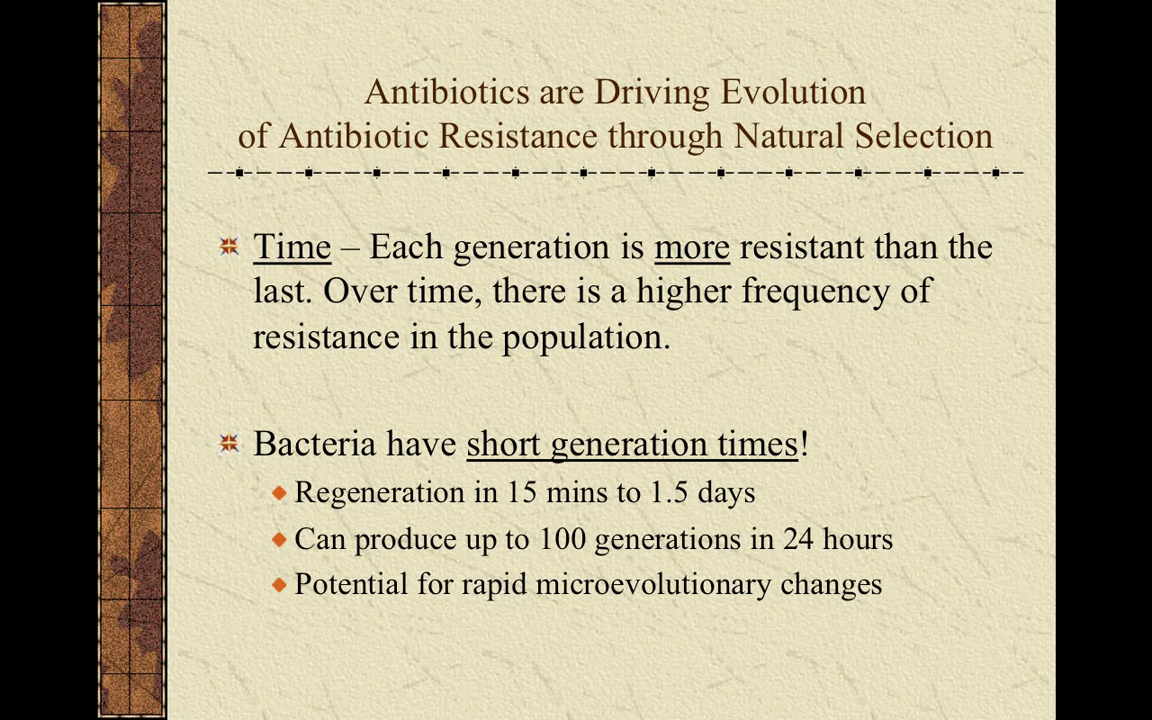 Antibiotics are Driving Evolution
of Antibiotic Resistance through Natural Selection
Time – Each generation is more resistant than the
last. Over time, there is a higher frequency of
resistance in the population.
Bacteria have short generation times!
Regeneration in 15 mins to 1.5 days
Can produce up to 100 generations in 24 hours
Potential for rapid microevolutionary changes